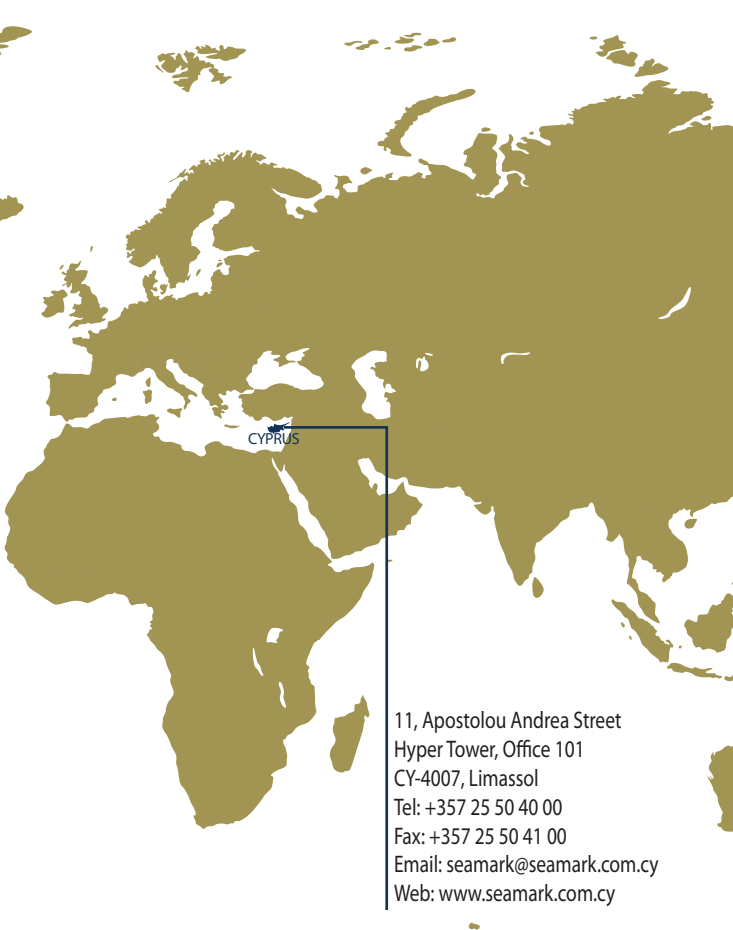 CYPRUS
11, Apostolou Andrea Street
Hyper Tower, Office 101
CY-4007, Limassol
Tel: +357 25 50 40 00
Fax: +357 25 50 41 00
Email: seamark@seamark.com.cy
Web: www.seamark.com.cy